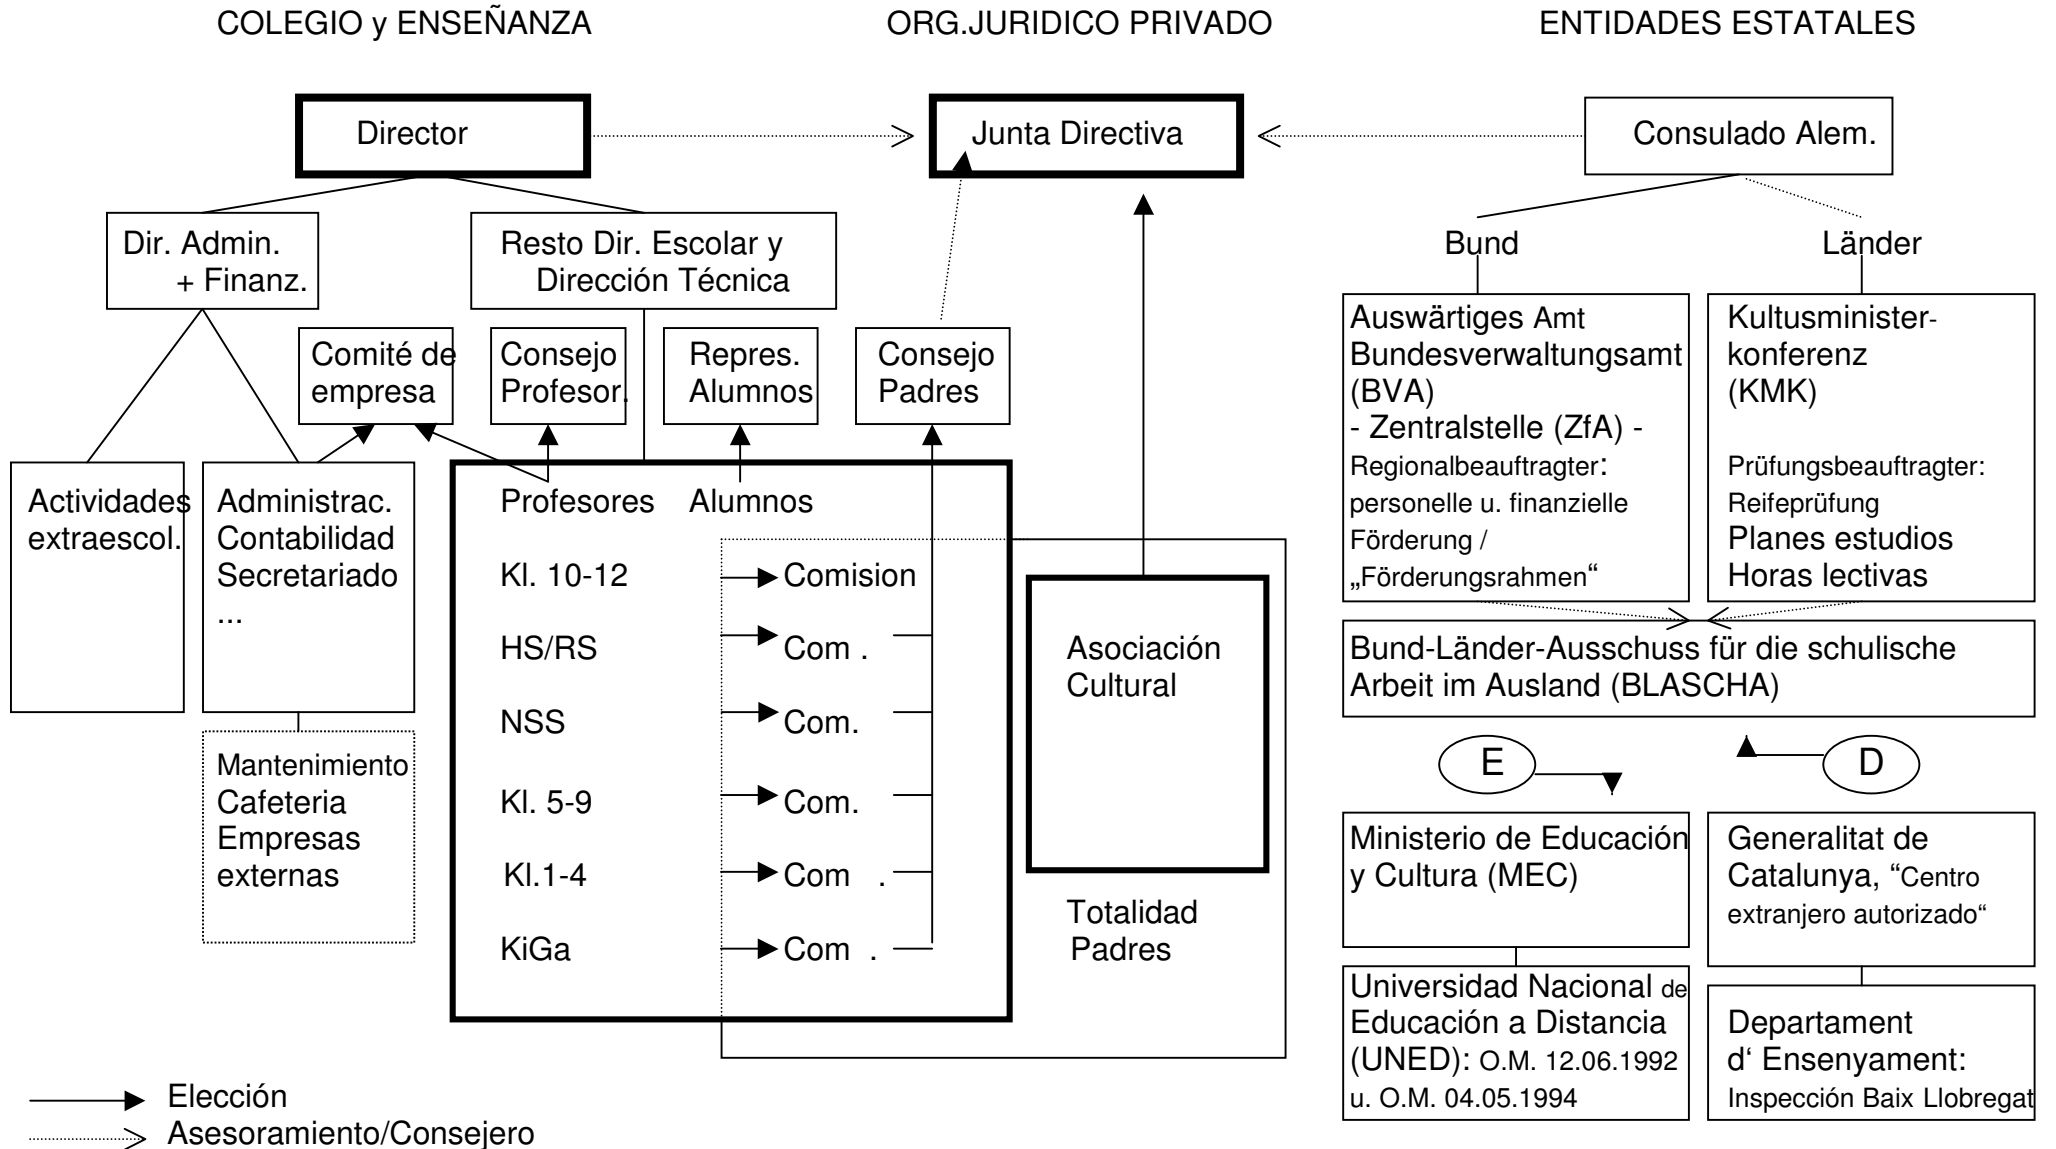 COLEGIO y ENSEÑANZA
ORG.JURIDICO PRIVADO
ENTIDADES ESTATALES
Director
Junta Directiva
Consulado Alem.
Dir. Admin.
+ Finanz.
Resto Dir. Escolar y
Dirección Técnica
Bund
Länder
Comité de
empresa
Consejo
Profesor.
Repres.
Alumnos
Consejo
Padres
Auswärtiges Amt
Bundesverwaltungsamt
(BVA)
- Zentralstelle (ZfA) -
Regionalbeauftragter:
personelle u. finanzielle
Förderung /
„Förderungsrahmen“
Kultusminister-
konferenz
(KMK)
Prüfungsbeauftragter:
Reifeprüfung
Planes estudios
Horas lectivas
Actividades
extraescol.
Administrac.
Contabilidad
Secretariado
...
Mantenimiento
Cafeteria
Empresas
externas
Profesores Alumnos
Kl. 10-12 Comision
HS/RS Com .
NSS Com.
Kl. 5-9 Com.
Kl.1-4 Com .
KiGa Com .
Asociación
Cultural
Totalidad
Padres
Bund-Länder-Ausschuss für die schulische
Arbeit im Ausland (BLASCHA)
E
D
Ministerio de Educación
y Cultura (MEC)
Generalitat de
Catalunya, “Centro
extranjero autorizado“
Universidad Nacional de
Educación a Distancia
(UNED): O.M. 12.06.1992
u. O.M. 04.05.1994
Departament
d‘ Ensenyament:
Inspección Baix Llobregat
Elección
Asesoramiento/Consejero